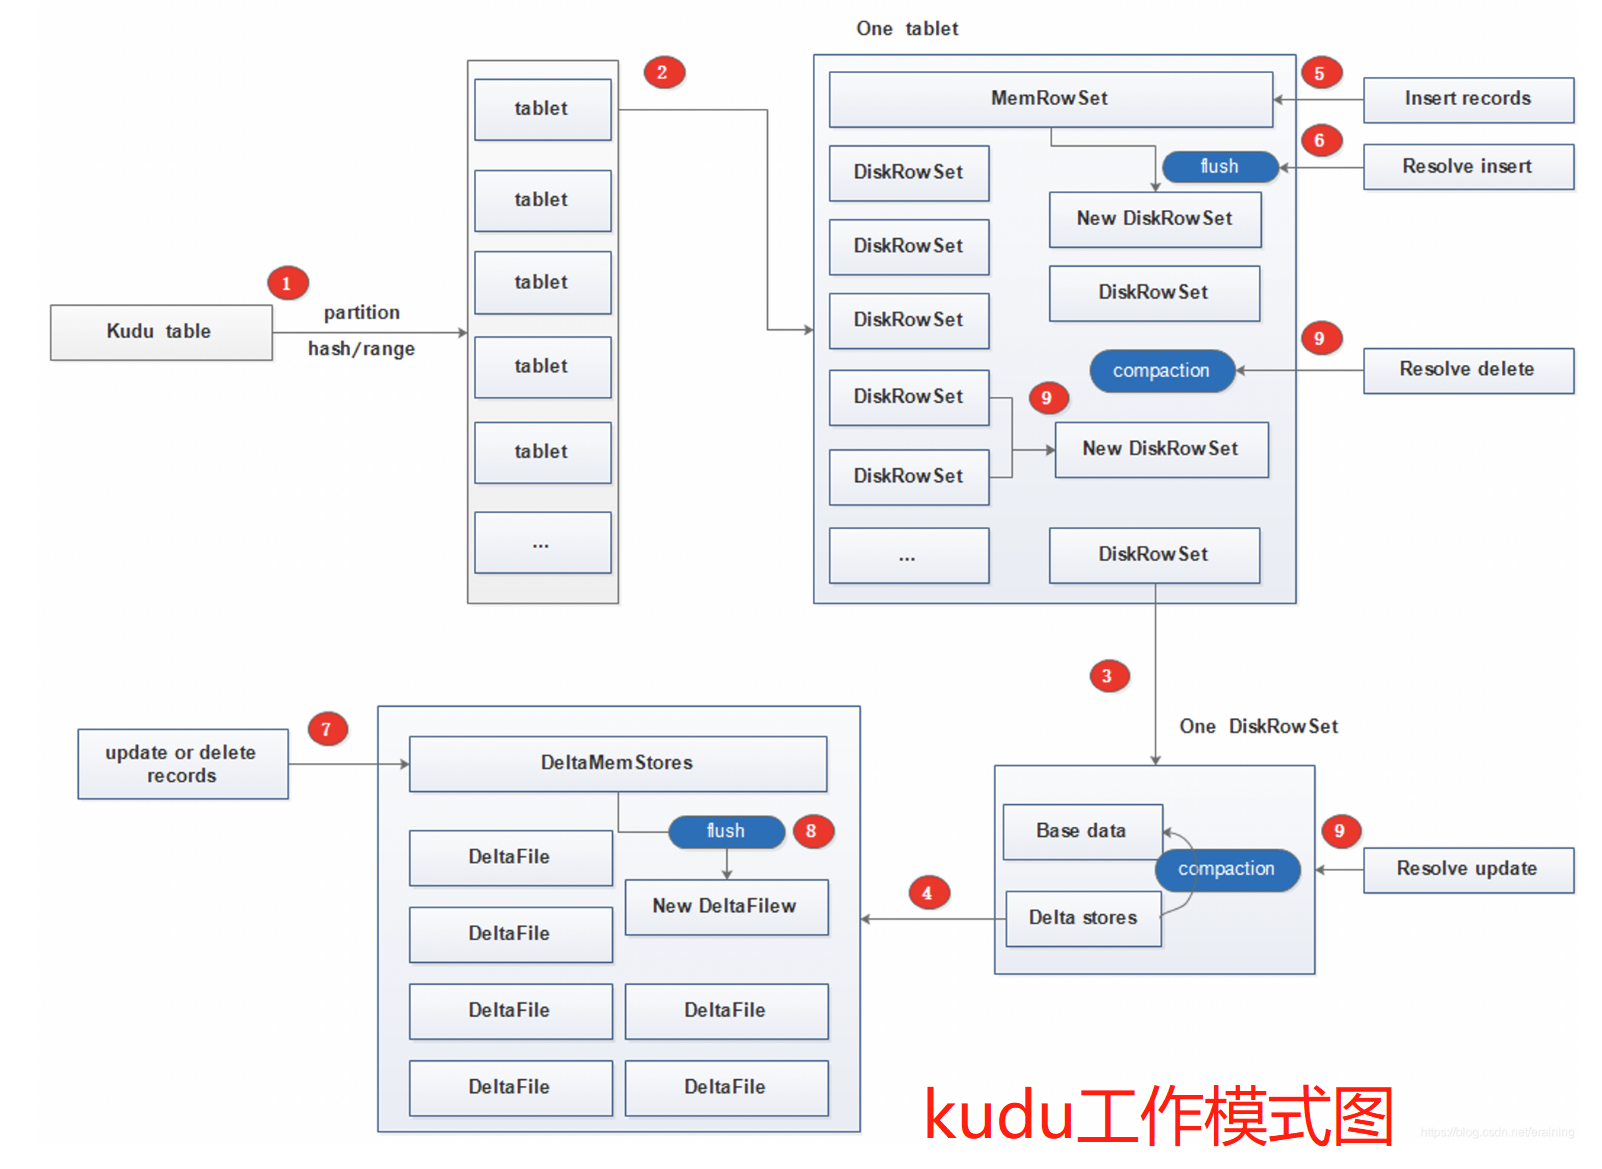 One tablet
2
5
tablet
MemRowSet
Insert records
6
tablet
DiskRowSet
flush
Resolve insert
New DiskRowSet
DiskRowSet
1
tablet
DiskRowSet
Kudu table
partition
hash/range
DiskRowSet
9
tablet
compaction
Resolve delete
DiskRowSet
9
tablet
New DiskRowSet
DiskRowSet
...
...
DiskRowSet
3
One DiskRowSet
7
update or delete
records
DeltaMemStores
flush
8
DeltaFile
New DeltaFilew
DeltaFile
DeltaFile
DeltaFile
DeltaFile
DeltaFile
4
Base data
9
compaction
Resolve update
Delta stores
kudu工作模式图
https://blog.csdn.net/eraining